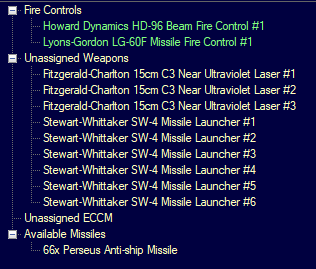 Fire Controls
Howard Dynamics HD-96 Beam Fire Control #1
Lyons-Gordon LG-60F Missile Fire Control #1
Unassigned Weapons
Fitzgerald-Charlton 15cm C3 Near Ultraviolet Laser #1
Fitzgerald-Charlton 15cm C3 Near Ultraviolet Laser #2
Fitzgerald-Charlton 15cm C3 Near Ultraviolet Laser #3
Stewart-Whittaker SW-4 Missile Launcher #1
Stewart-Whittaker SW-4 Missile Launcher #2
Stewart-Whittaker SW-4 Missile Launcher #3
Stewart-Whittaker SW-4 Missile Launcher #4
Stewart-Whittaker SW-4 Missile Launcher #5
Stewart-Whittaker SW-4 Missile Launcher #6
Unassigned ECCM
Available Missiles
66x Perseus Anti-ship Missile